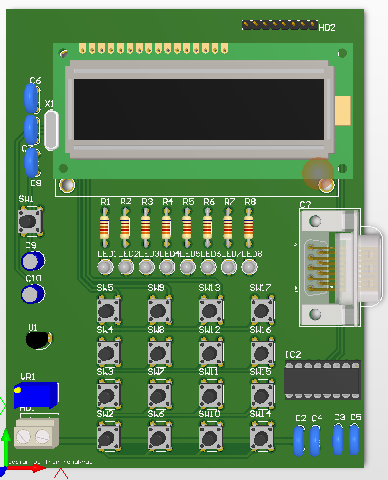 HD2
C6
X1
C7
C8
SW1
R1 R2 R3 R4 R5 R6 R7 R8
C?
LED1 LED2 LED3 LED4 LED5 LED6 LED7 LED8
C9
C10
SW5 SW9 SW13 SW17
U1
SW4 SW8 SW12 SW16
IC2
SW3 SW7 SW11 SW15
VR1
SW2 SW6 SW10 SW14
C2 C4 C3 C5